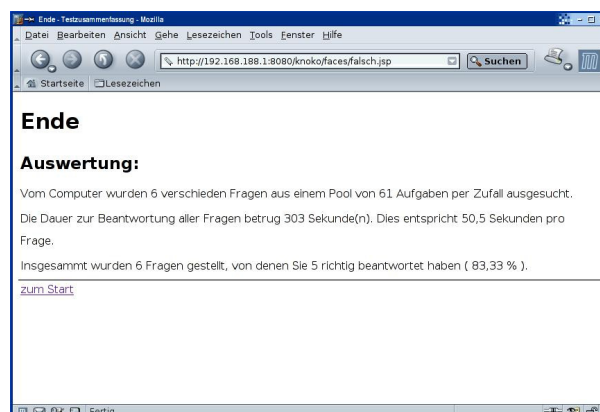 Ende - Testzusammenfassung - Mozilla
Datei Bearbeiten Ansicht Gehe Lesezeichen Tools Fenster Hilfe
http://192.168.188.1:8080/knoko/faces/falsch.jsp Suchen
Startseite Lesezeichen
Ende
Auswertung:
Vom Computer wurden 6 verschieden Fragen aus einem Pool von 61 Aufgaben per Zufall ausgesucht.
Die Dauer zur Beantwortung aller Fragen betrug 303 Sekunde(n). Dies entspricht 50,5 Sekunden pro
Frage.
Insgesammt wurden 6 Fragen gestellt, von denen Sie 5 richtig beantwortet haben ( 83,33 % ).
zum Start
Fertig